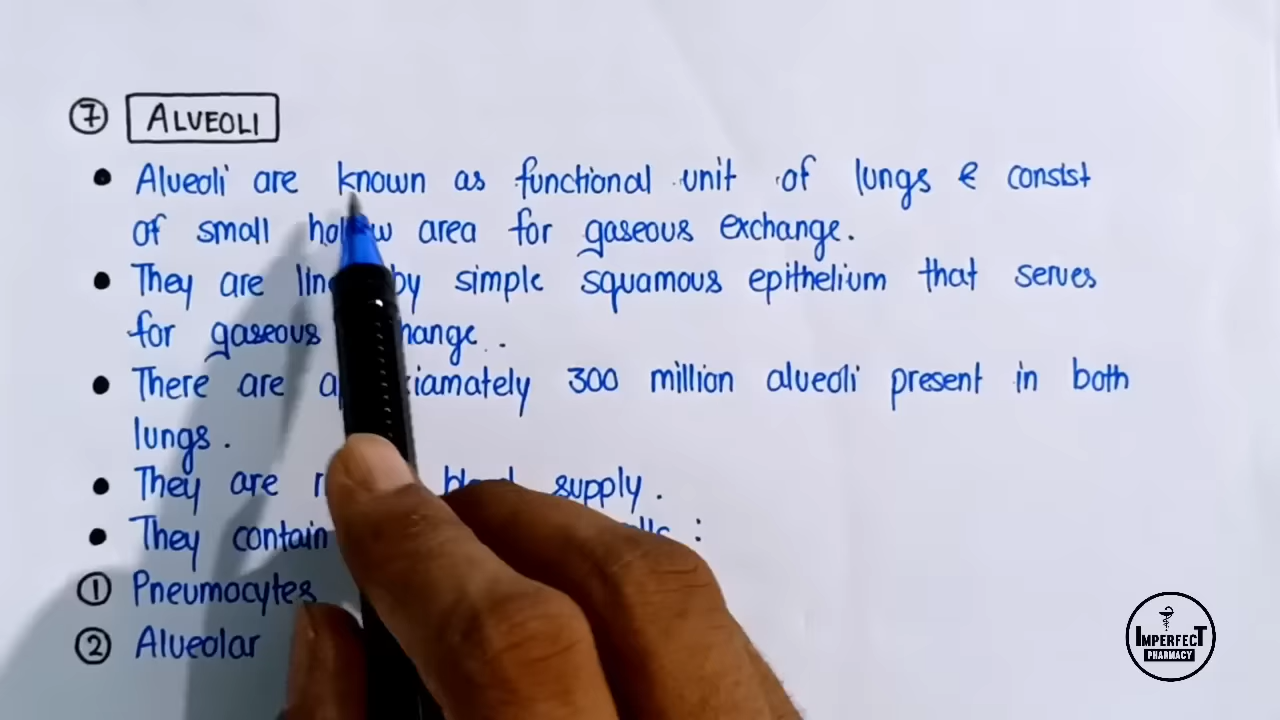 ⑦ ALVEOLI
• Alveoli are known as functional unit of lungs & consist
of small area for gaseous exchange.
• They are by simple squamous epithelium that serves
for gaseous
• There are 300 million alveoli present in both
lungs.
• They are supply.
• They contain :
① Pneumocytes
② Alveolar
IMPERFECT
PHARMACY